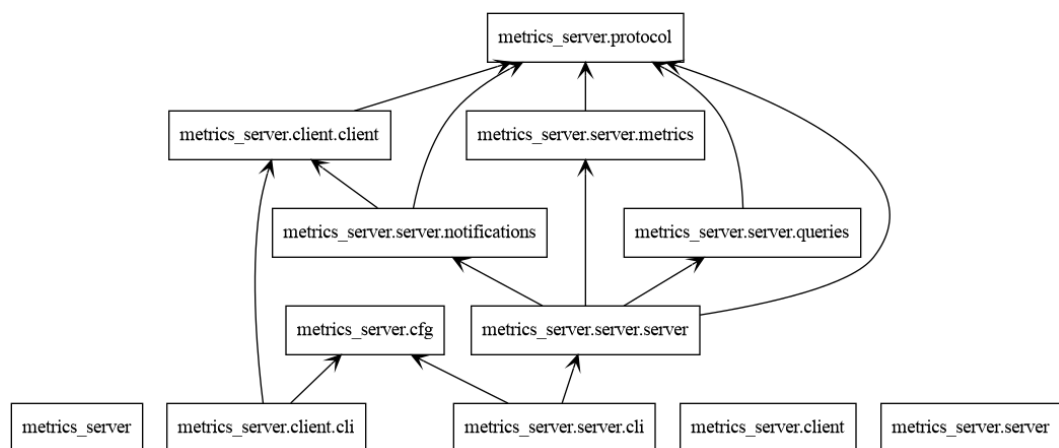 metrics_server.protocol
metrics_server.client.client
metrics_server.server.metrics
metrics_server.server.notifications
metrics_server.server.queries
metrics_server.cfg
metrics_server.server.server
metrics_server
metrics_server.client.cli
metrics_server.server.cli
metrics_server.client
metrics_server.server